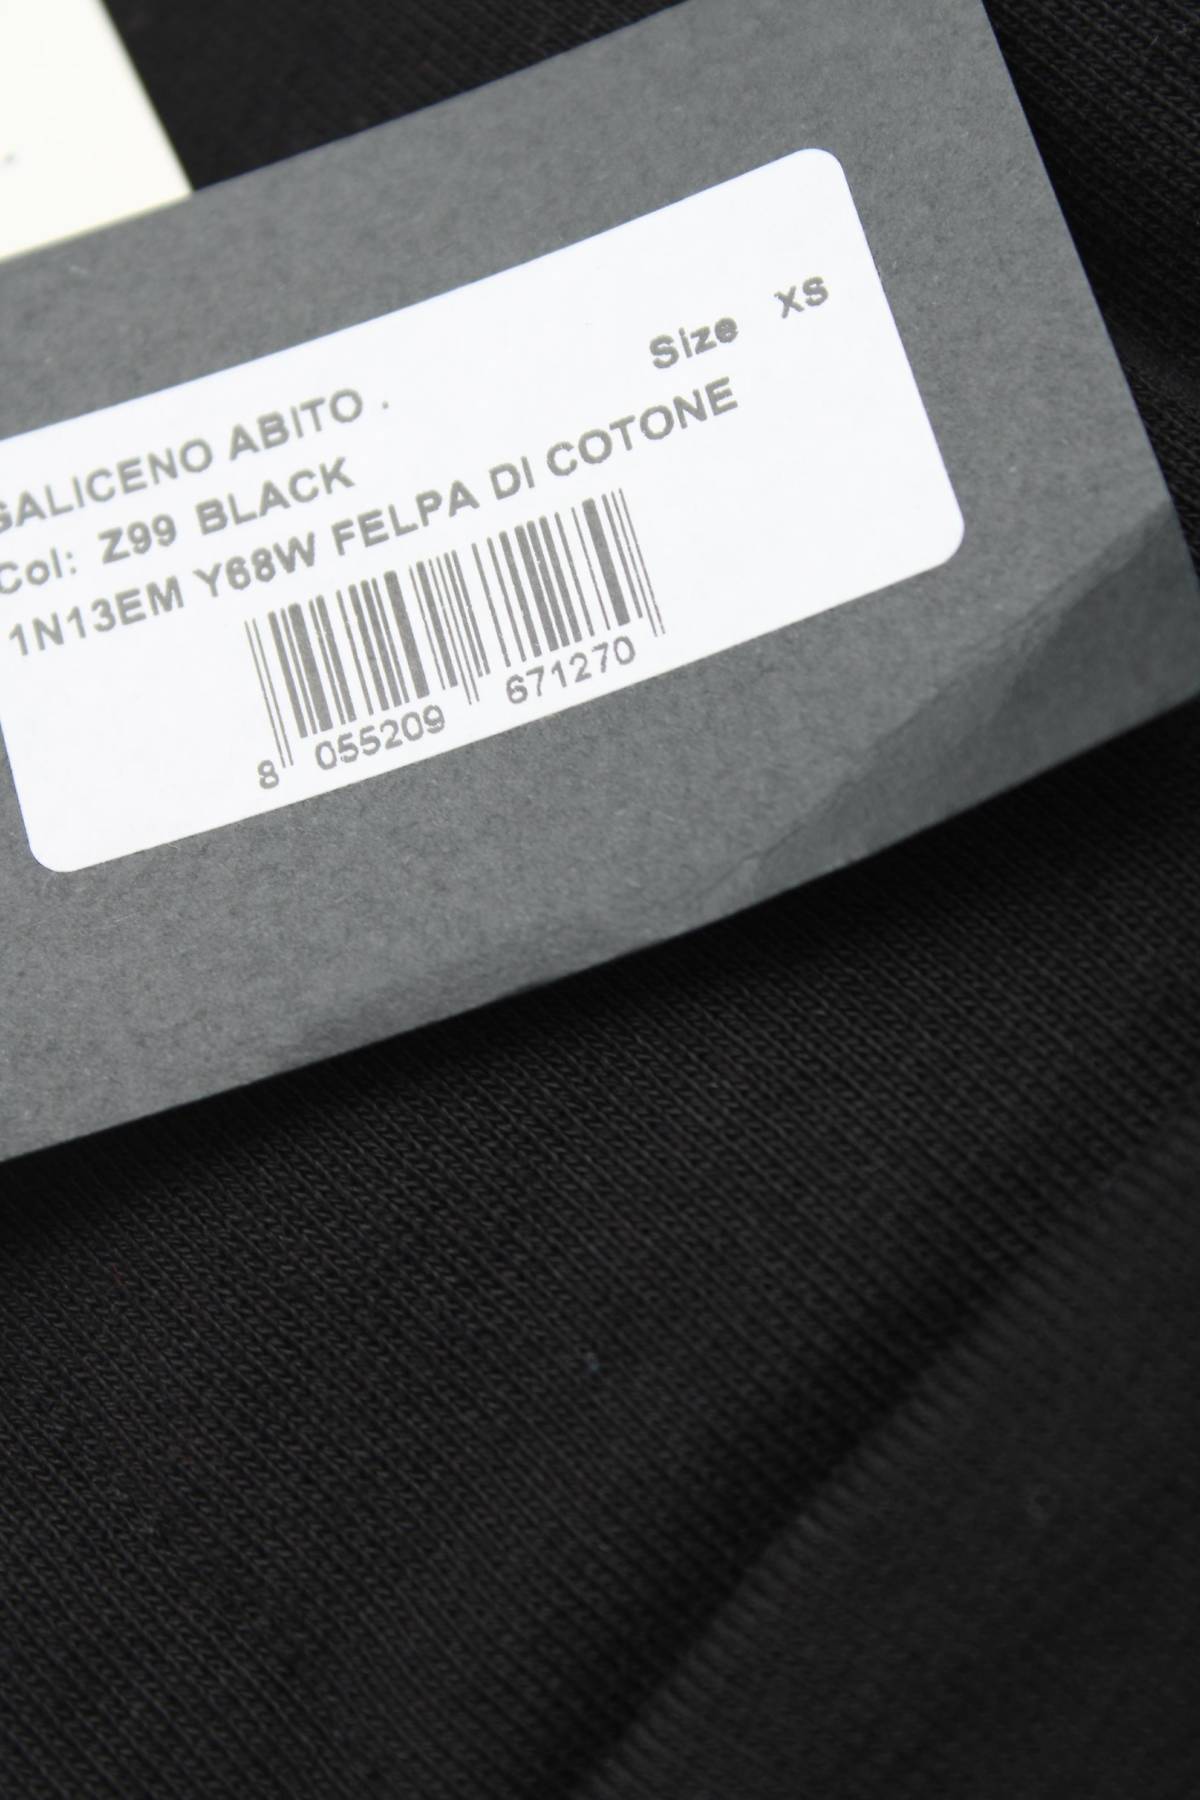 Size XS
GALICENO ABITO .
Col: Z99 BLACK
1N13EM Y68W FELPA DI COTONE
8 055209 671270